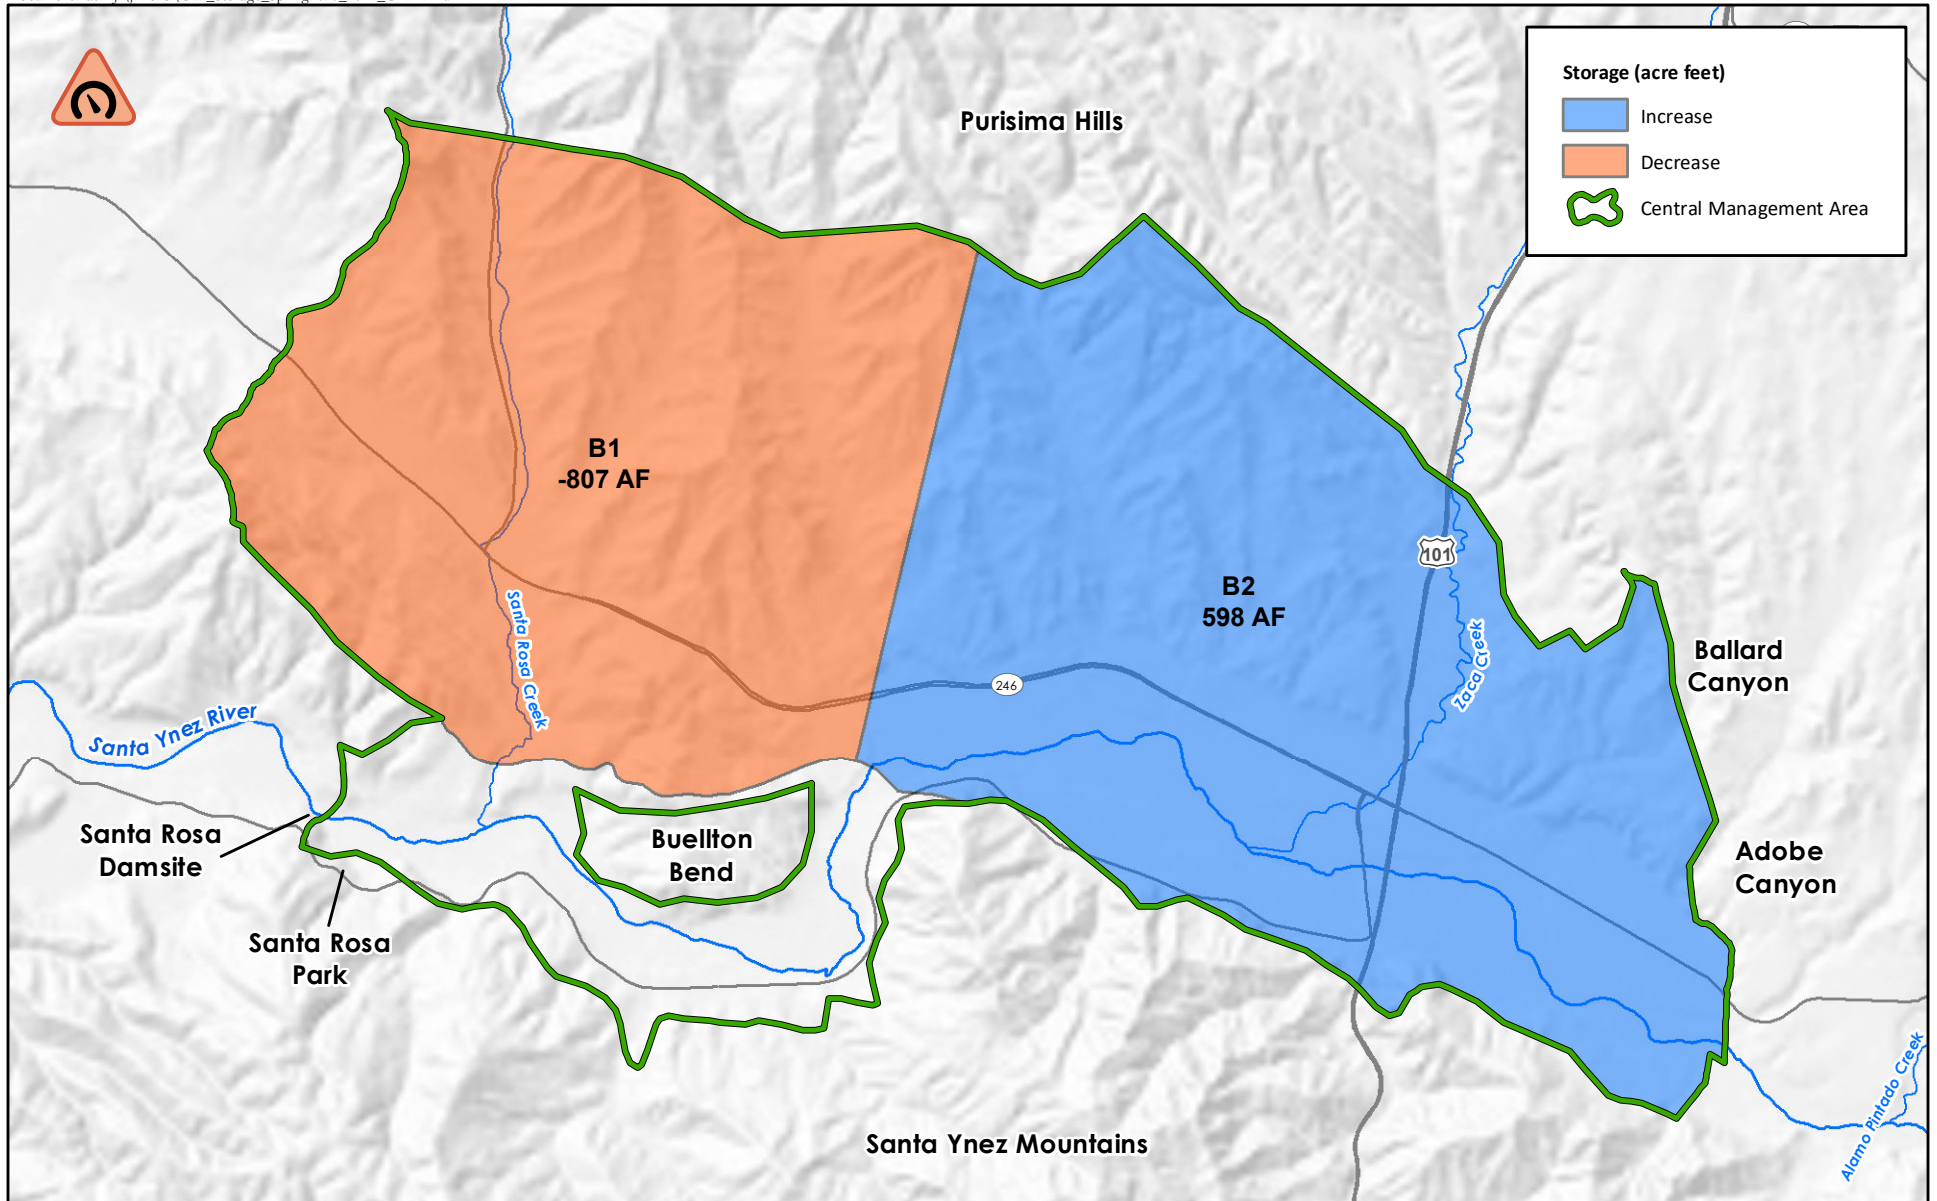 Purisima Hills
Storage (acre feet)
Increase
Decrease
Central Management Area
B1
-807 AF
B2
598 AF
101
246
Santa Rosa Creek
Zaca Creek
Ballard
Canyon
Santa Ynez River
Santa Rosa
Damsite
Buellton
Bend
Adobe
Canyon
Santa Rosa
Park
Santa Ynez Mountains
Alamo Pintado Creek